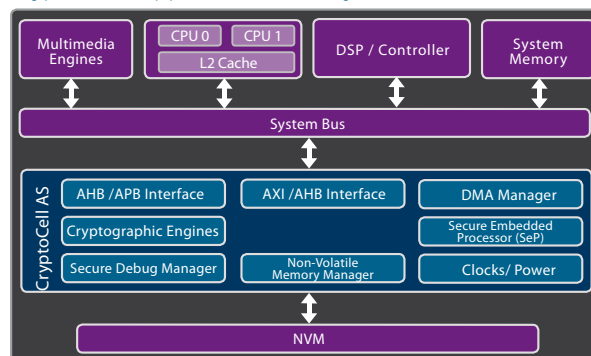 Multimedia
Engines
CPU 0
CPU 1
L2 Cache
DSP / Controller
System
Memory
System Bus
CryptoCell AS
AHB /APB Interface
AXI /AHB Interface
DMA Manager
Cryptographic Engines
Secure Embedded
Processor (SeP)
Secure Debug Manager
Non-Volatile
Memory Manager
Clocks/ Power
NVM